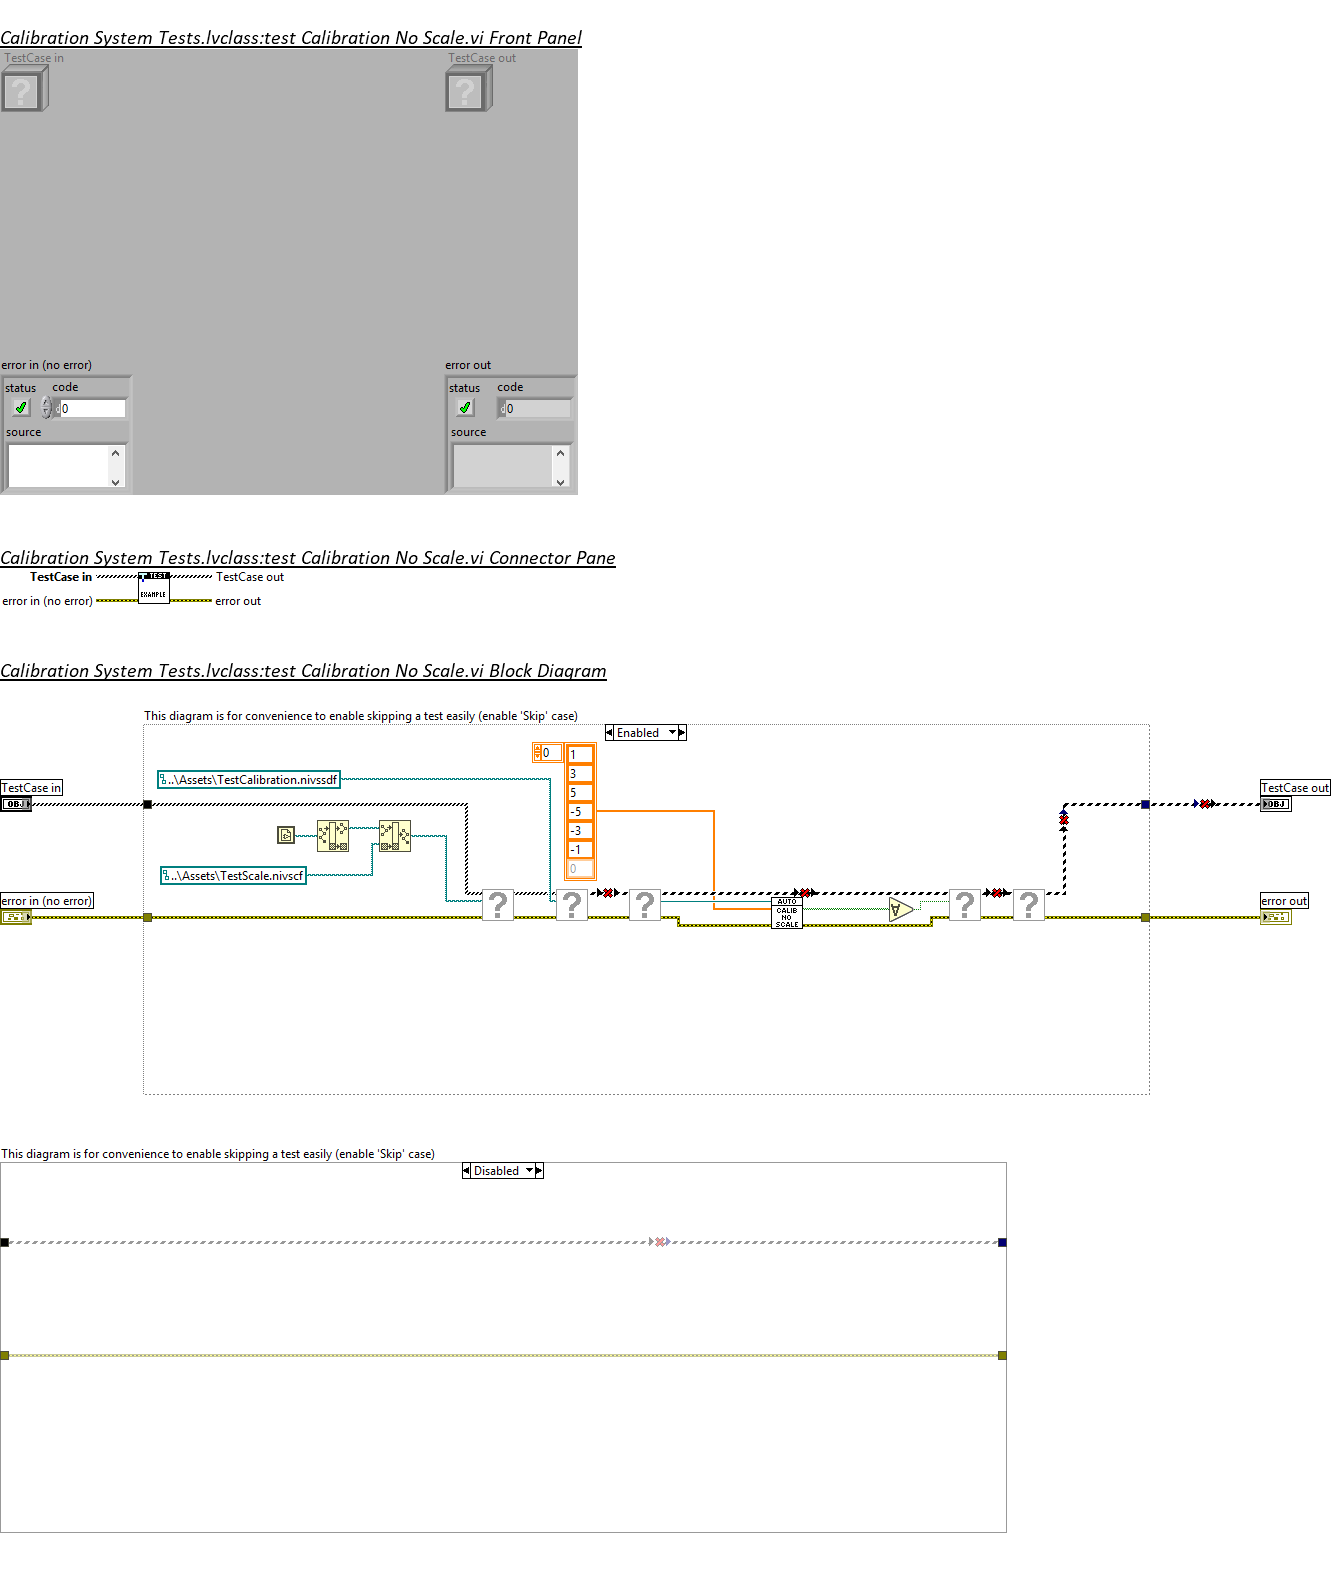 Calibration System Tests.lvclass:test Calibration No Scale.vi Front Panel
TestCase in
TestCase out
?
?
error in (no error)
error out
status
code
status
code
d
0
d
0
source
source
Calibration System Tests.lvclass:test Calibration No Scale.vi Connector Pane
TestCase in
TEST
TestCase out
EXAMPLE
error in (no error)
error out
Calibration System Tests.lvclass:test Calibration No Scale.vi Block Diagram
This diagram is for convenience to enable skipping a test easily (enable 'Skip' case)
Enabled
0
1
3
5
-5
-3
-1
0
..\Assets\TestCalibration.nivssdf
TestCase in
OBJ
TestCase out
OBJ
..\Assets\TestScale.nivscf
error in (no error)
?
?
?
AUTO
CALIB
NO
SCALE
∀
?
?
error out
This diagram is for convenience to enable skipping a test easily (enable 'Skip' case)
Disabled